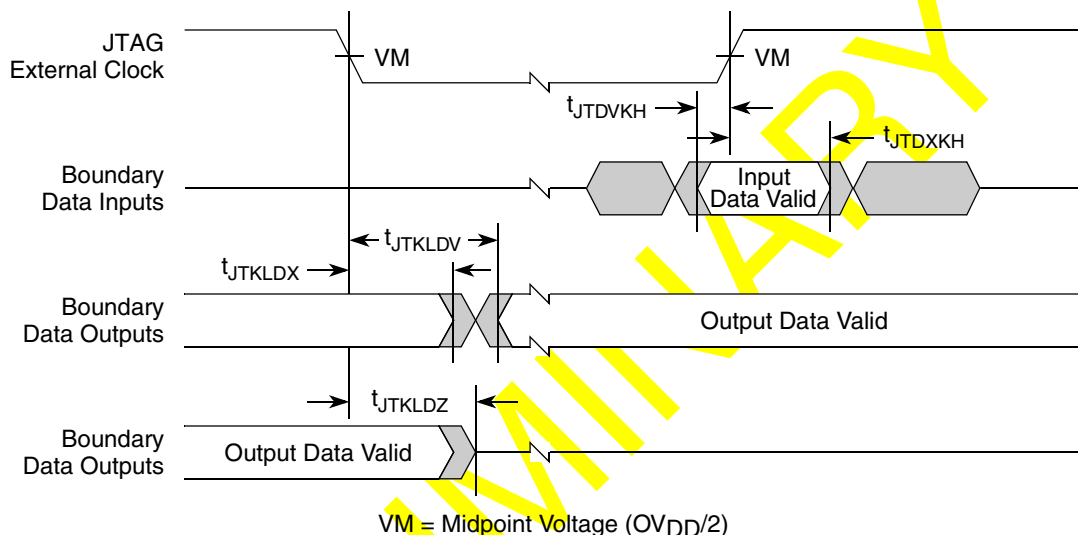 JTAG
External Clock
VM
VM
tJTDVKH
tJTDXKH
Boundary
Data Inputs
Input
Data Valid
tJTKLDV
tJTKLDX
Boundary
Data Outputs
Output Data Valid
tJTKLDZ
Boundary
Data Outputs
Output Data Valid
VM = Midpoint Voltage (OVDD/2)
MINARY